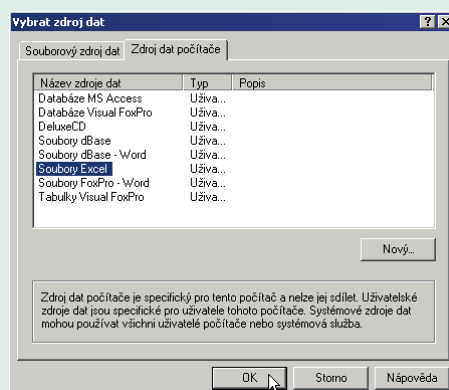 Vybrat zdroj dat
Souborový zdroj dat Zdroj dat počítače
Název zdroje dat Typ Popis
Databáze MS Access Uživa...
Databáze Visual FoxPro Uživa...
DeluxeCD Uživa...
Soubory dBase Uživa...
Soubory dBase - Word Uživa...
Soubory Excel Uživa...
Soubory FoxPro - Word Uživa...
Tabulky Visual FoxPro Uživa...
Nový...
Zdroj dat počítače je specifický pro tento počítač a nelze jej sdílet. Uživatelské
zdroje dat jsou specifické pro uživatele tohoto počítače. Systémové zdroje dat
mohou používat všichni uživatelé počítače nebo systémová služba.
OK Storno Nápověda